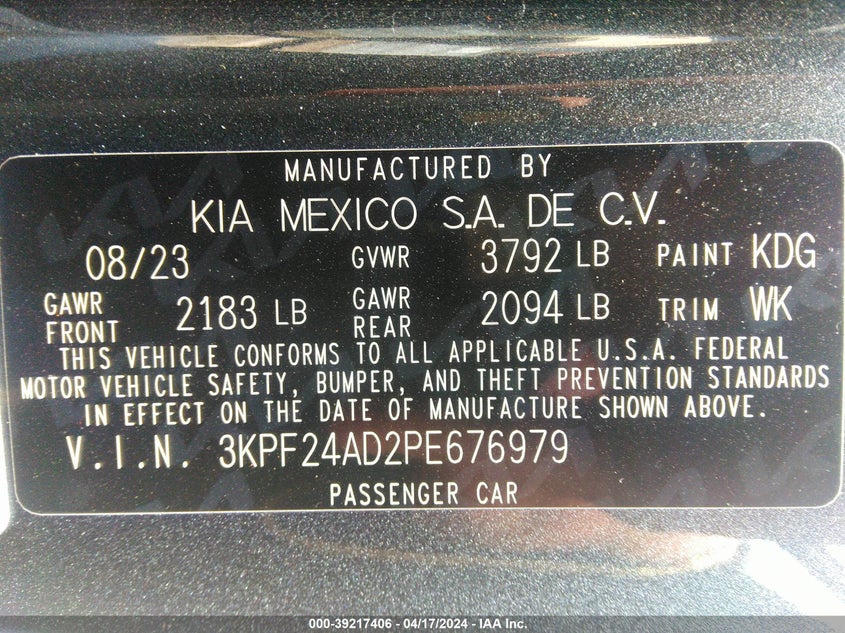 MANUFACTURED BY
KIA MEXICO S.A. DE C.V.
08/23 GVWR 3792 LB PAINT KDG
GAWR FRONT 2183 LB GAWR REAR 2094 LB TRIM WK
THIS VEHICLE CONFORMS TO ALL APPLICABLE U.S.A. FEDERAL
MOTOR VEHICLE SAFETY, BUMPER, AND THEFT PREVENTION STANDARDS
IN EFFECT ON THE DATE OF MANUFACTURE SHOWN ABOVE.
V.I.N. 3KPF24AD2PE676979
PASSENGER CAR
000-39217406 - 04/17/2024 - IAA Inc.